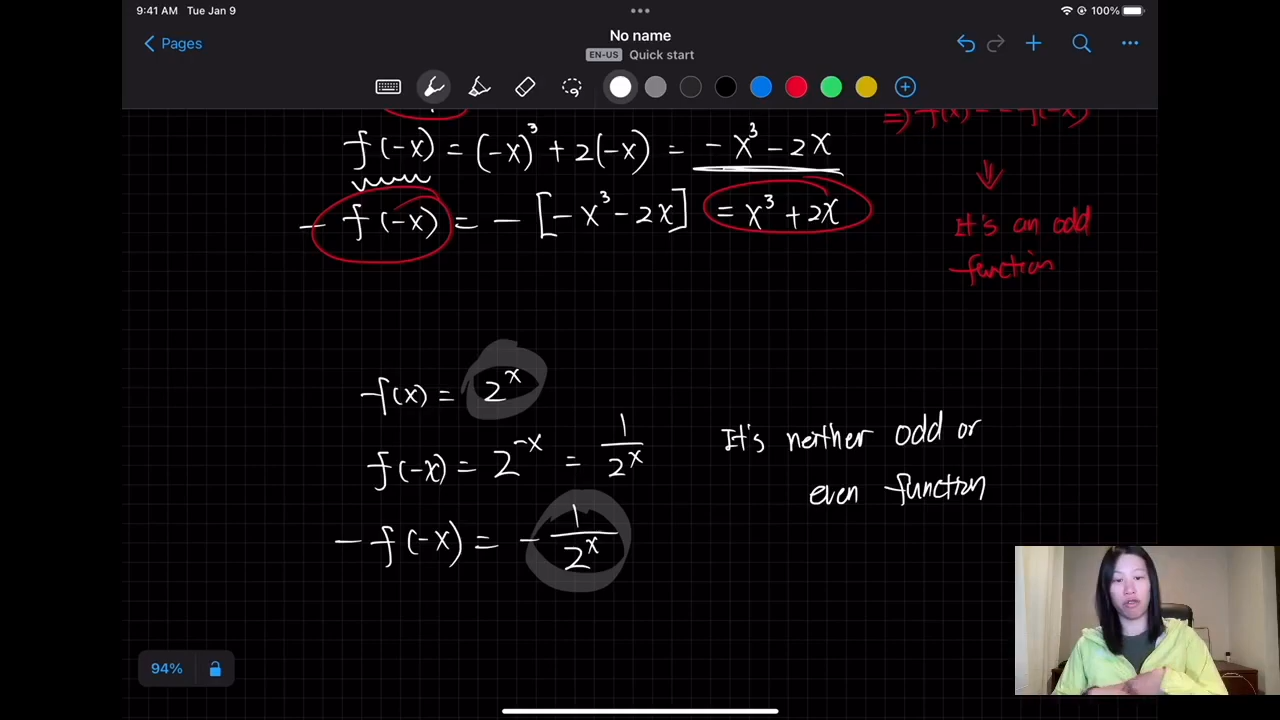 9:41 AM Tue Jan 9
100%
Pages
No name
EN-US Quick start
=) f(x) = - f(-x)
f(-x) = (-x)³ + 2(-x) = -x³ - 2x
- f(-x) = - [-x³ - 2x] = x³ + 2x
It's an odd
function
f(x) = 2ˣ
f(-x) = 2⁻ˣ = 1/2ˣ
It's neither odd or
even function
- f(-x) = - 1/2ˣ
94%